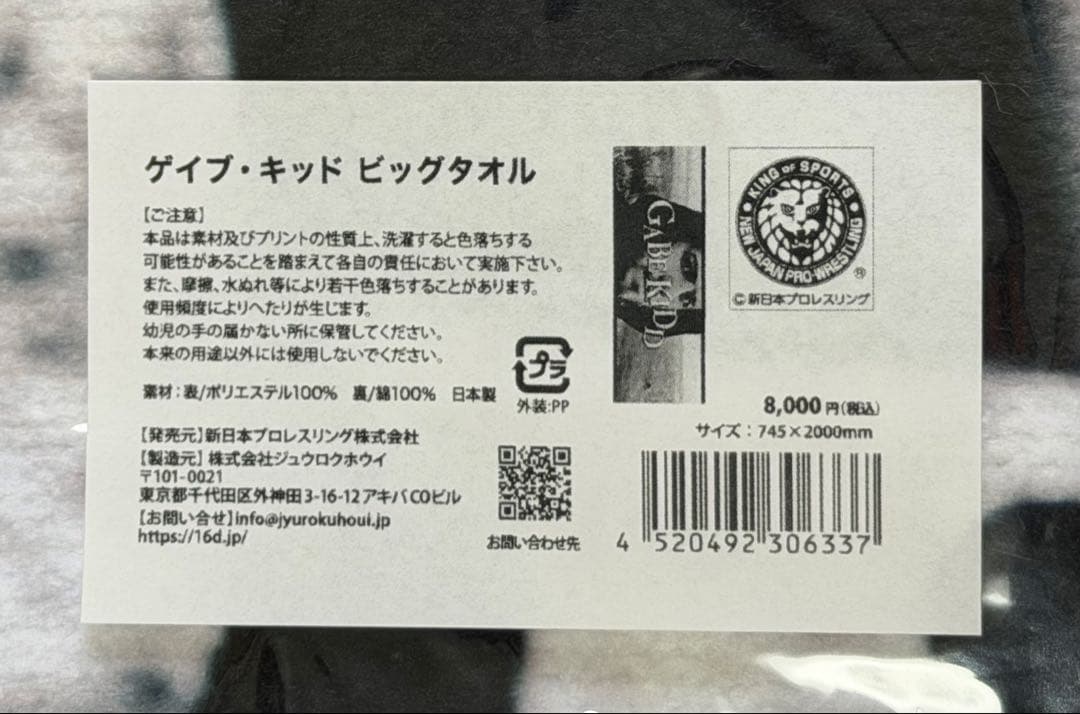 ゲイブ・キッド ビッグタオル
【ご注意】
本品は素材及びプリントの性質上、洗濯すると色落ちする
可能性があることを踏まえて各自の責任において実施下さい。
また、摩擦、水ぬれ等により若干色落ちすることがあります。
使用頻度によりへたりが生じます。
幼児の手の届かない所に保管してください。
本来の用途以外には使用しないでください。
素材：表/ポリエステル100% 裏/綿100% 日本製
プラ
外装:PP
【発売元】新日本プロレスリング株式会社
【製造元】株式会社ジュウロクホウイ
〒101-0021
東京都千代田区外神田3-16-12アキバCOビル
【お問い合せ】info@jyurokuhoui.jp
https://16d.jp/
お問い合わせ先
GABE KIDD
KING OF SPORTS
NEW JAPAN PRO-WRESTLING
®
©新日本プロレスリング
8,000円(税込)
サイズ：745×2000mm
4 520492 306337